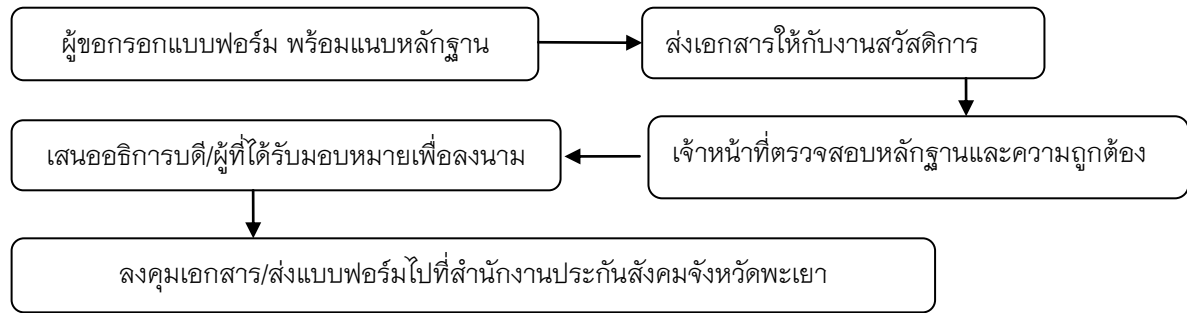 ผู้ขอกรอกแบบฟอร์ม พร้อมแนบหลักฐาน
ส่งเอกสารให้กับงานสวัสดิการ
เจ้าหน้าที่ตรวจสอบหลักฐานและความถูกต้อง
เสนออธิการบดี/ผู้ที่ได้รับมอบหมายเพื่อลงนาม
ลงคุมเอกสาร/ส่งแบบฟอร์มไปที่สำนักงานประกันสังคมจังหวัดพะเยา